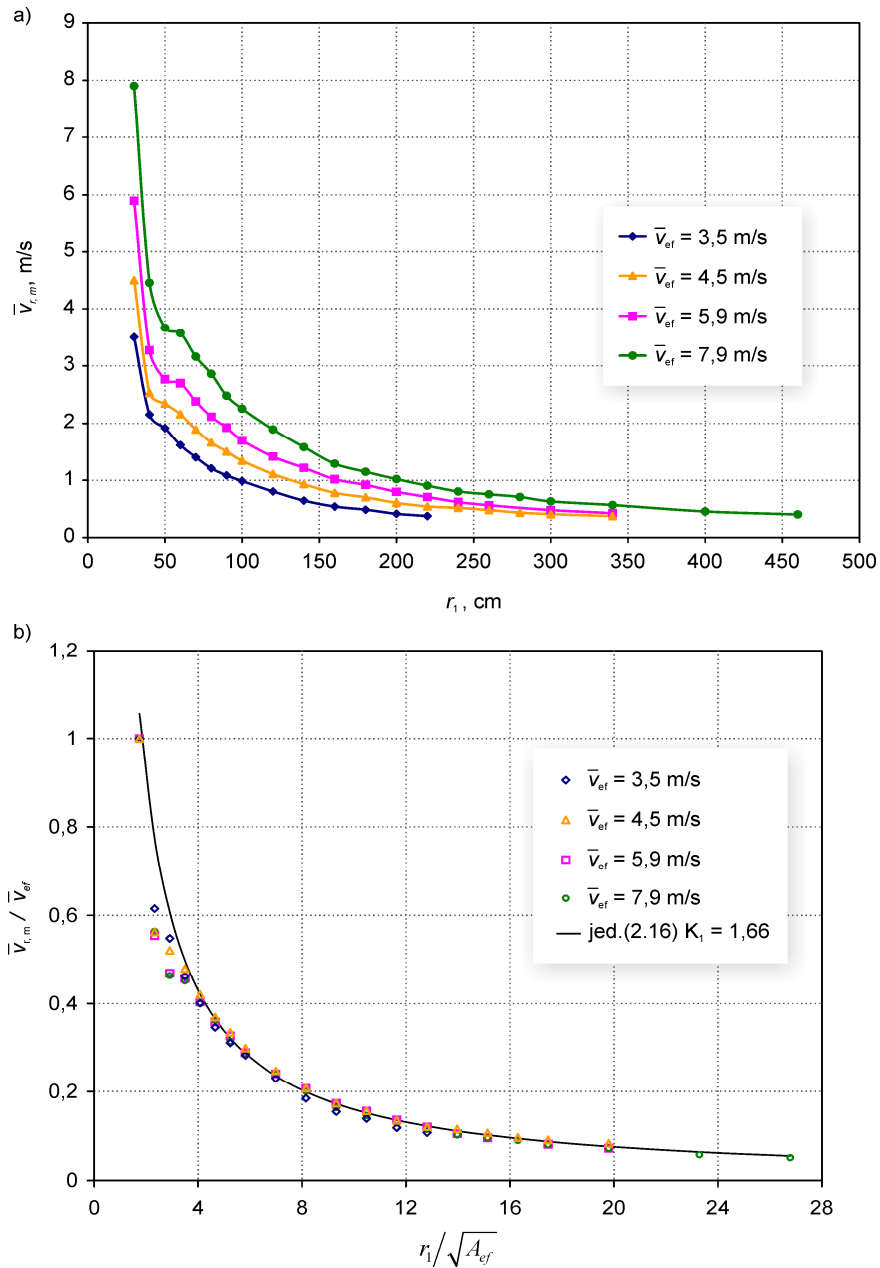 a)
9
8
7
6
5
4
3
2
1
0
v̅r, m, m/s
v̅ef = 3,5 m/s
v̅ef = 4,5 m/s
v̅ef = 5,9 m/s
v̅ef = 7,9 m/s
0 50 100 150 200 250 300 350 400 450 500
r1 , cm
b)
1,2
1
0,8
0,6
0,4
0,2
0
v̅r, m / v̅ef
v̅ef = 3,5 m/s
v̅ef = 4,5 m/s
v̅ef = 5,9 m/s
v̅ef = 7,9 m/s
jed.(2.16) K1 = 1,66
0 4 8 12 16 20 24 28
r1/√Aef